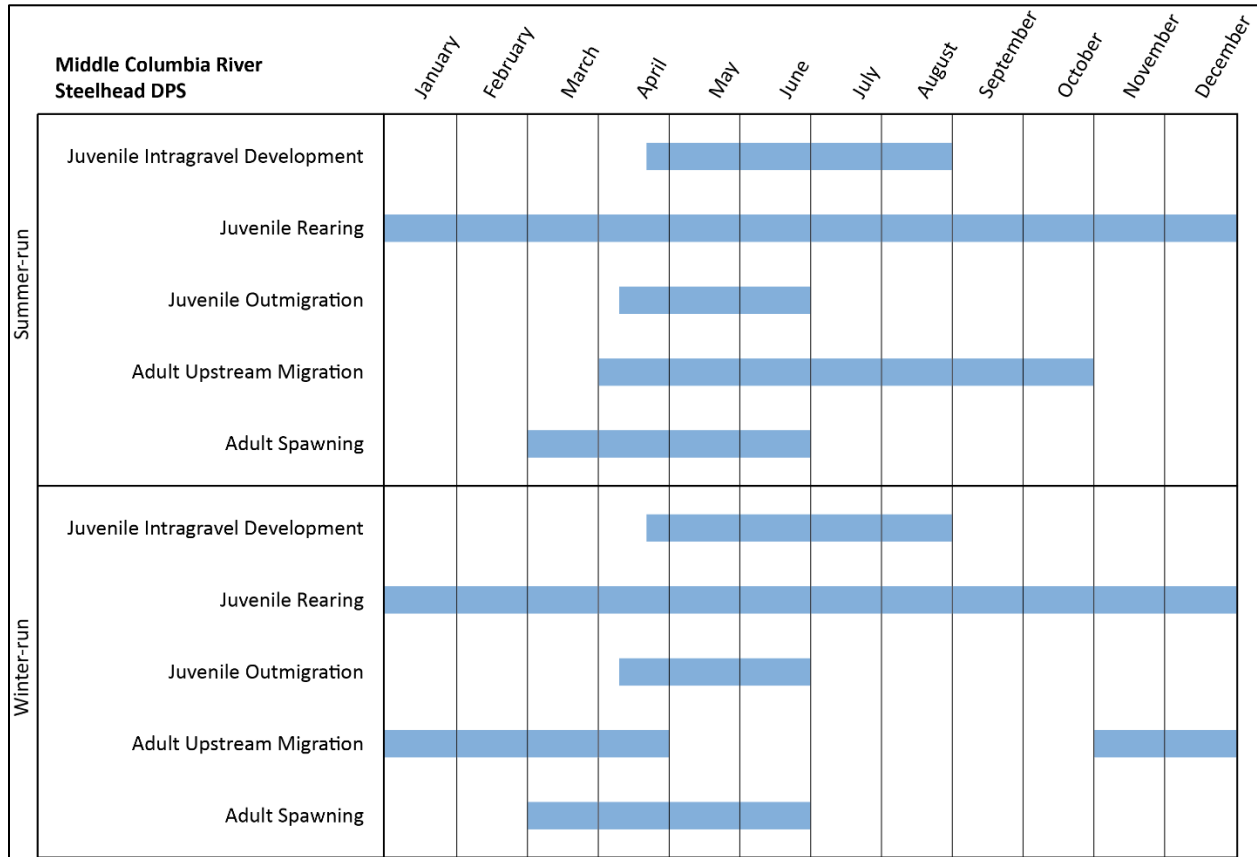 Middle Columbia River
Steelhead DPS
January
February
March
April
May
June
July
August
September
October
November
December
Summer-run
Juvenile Intragravel Development
Juvenile Rearing
Juvenile Outmigration
Adult Upstream Migration
Adult Spawning
Winter-run
Juvenile Intragravel Development
Juvenile Rearing
Juvenile Outmigration
Adult Upstream Migration
Adult Spawning